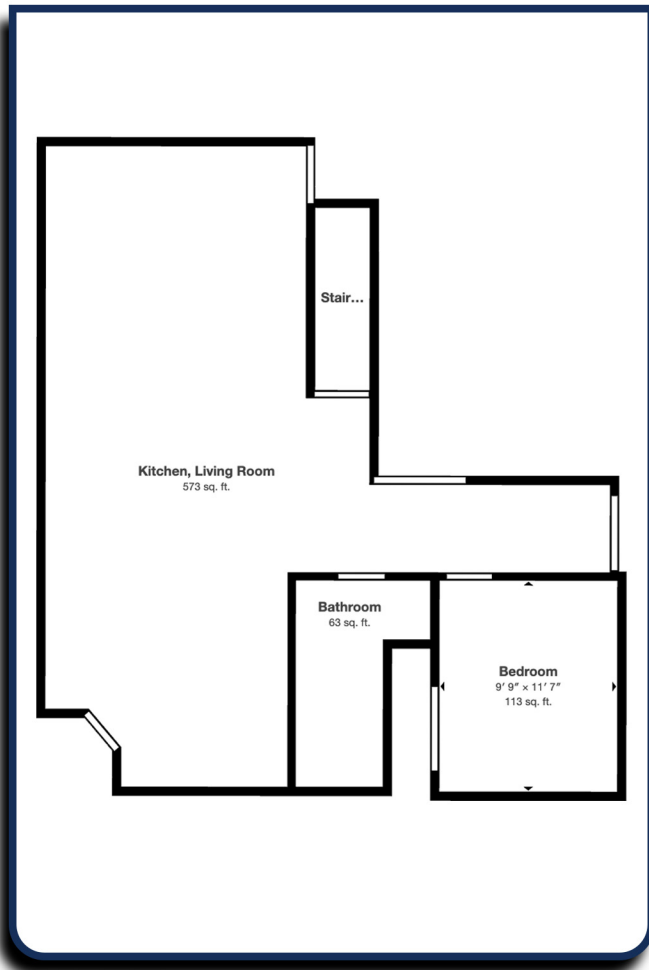 Stair...
Kitchen, Living Room
573 sq. ft.
Bathroom
63 sq. ft.
Bedroom
9′ 9″ × 11′ 7″
113 sq. ft.